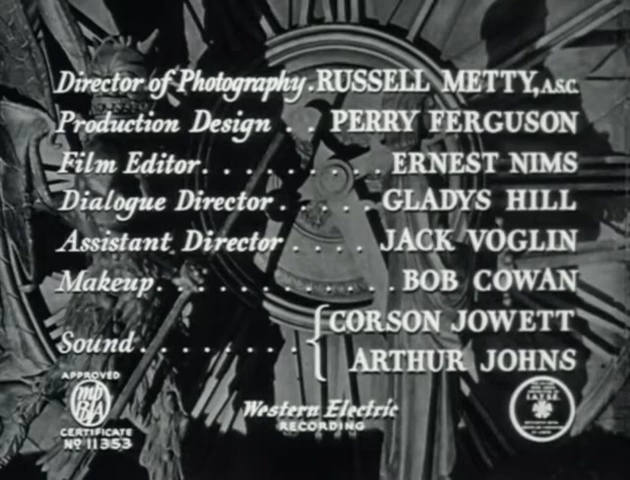 Director of Photography. RUSSELL METTY, A.S.C.
Production Design . . PERRY FERGUSON
Film Editor. . . . . . . . . . ERNEST NIMS
Dialogue Director. . . . . GLADYS HILL
Assistant Director . . . . JACK VOGLIN
Makeup. . . . . . . . . . . . . BOB COWAN
Sound. . . . . . . . . { CORSON JOWETT
ARTHUR JOHNS
APPROVED
CERTIFICATE
No 11353
Western Electric
RECORDING
I.A.T.S.E.